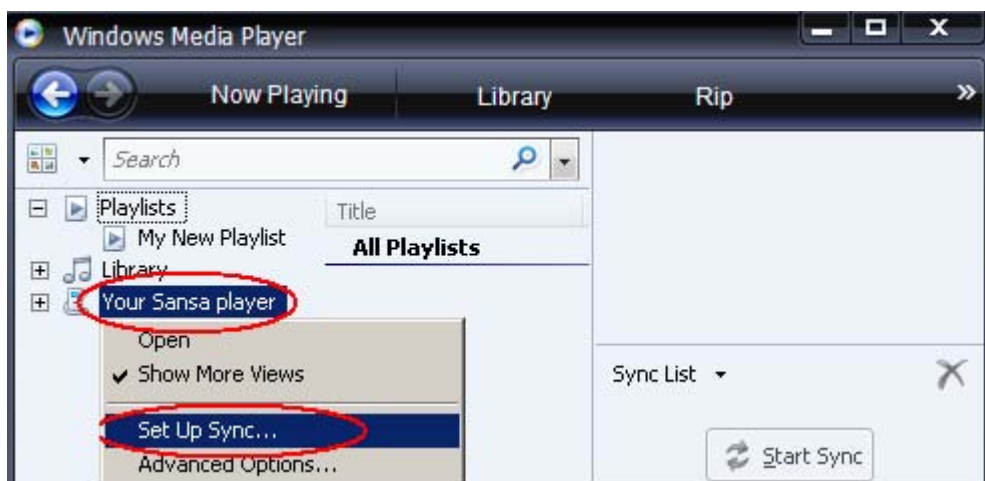 Windows Media Player
Now Playing Library Rip »
Search
Playlists Title
My New Playlist All Playlists
Library
Your Sansa player
Open
Show More Views Sync List
Set Up Sync...
Advanced Options... Start Sync